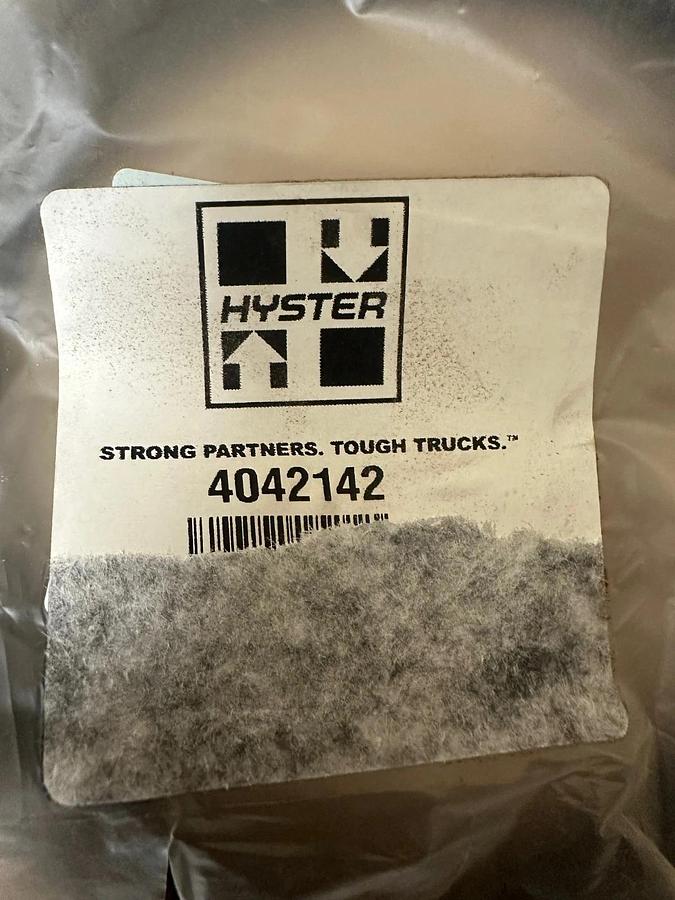 HYSTER
STRONG PARTNERS. TOUGH TRUCKS.™
4042142